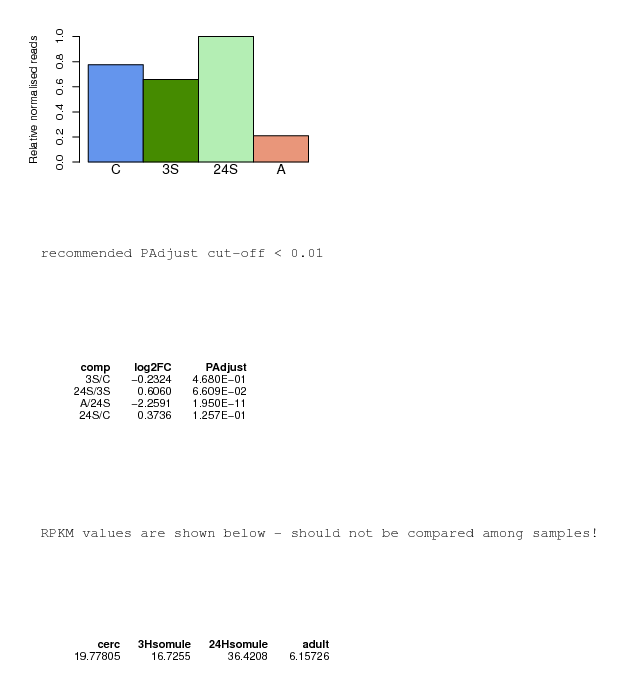 Relative normalised reads
1.0
0.8
0.6
0.4
0.2
0.0
C 3S 24S A
recommended PAdjust cut-off < 0.01
comp log2FC PAdjust
3S/C −0.2324 4.680E−01
24S/3S 0.6060 6.609E−02
A/24S −2.2591 1.950E−11
24S/C 0.3736 1.257E−01
RPKM values are shown below - should not be compared among samples!
cerc 3Hsomule 24Hsomule adult
19.77805 16.7255 36.4208 6.15726